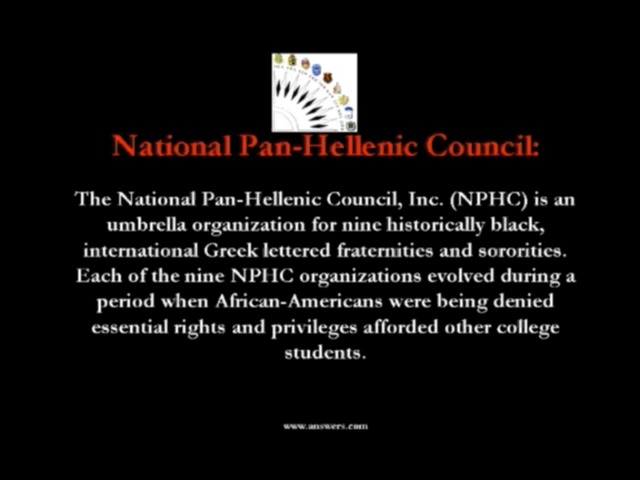 National Pan-Hellenic Council:
The National Pan-Hellenic Council, Inc. (NPHC) is an
umbrella organization for nine historically black,
international Greek lettered fraternities and sororities.
Each of the nine NPHC organizations evolved during a
period when African-Americans were being denied
essential rights and privileges afforded other college
students.
www.answers.com